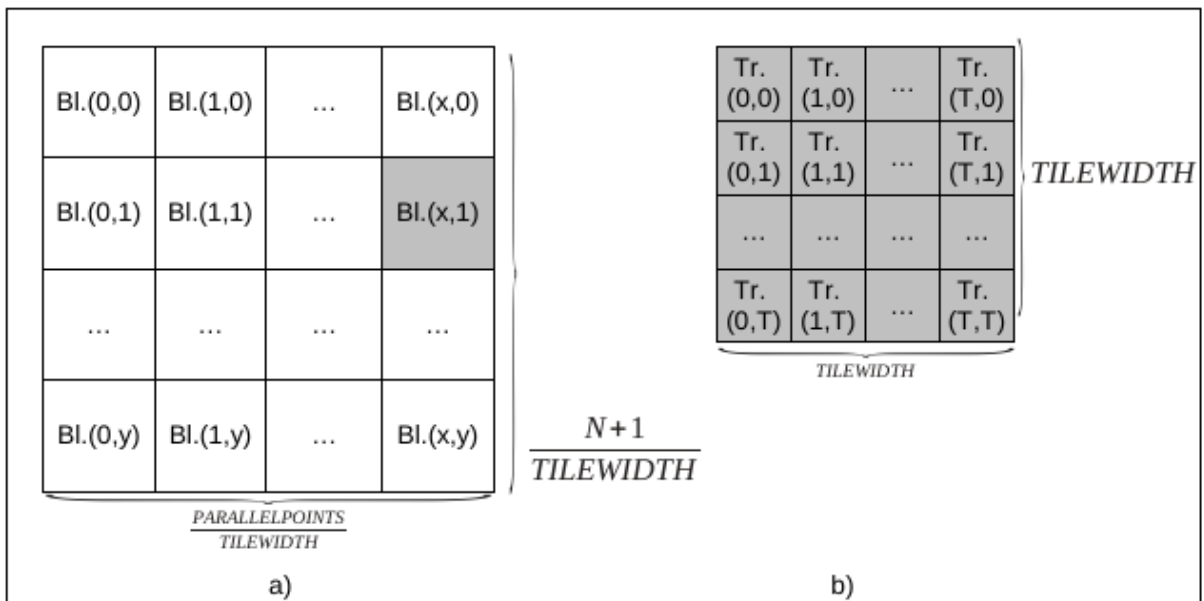 Bl.(0,0) Bl.(1,0) ... Bl.(x,0)
Bl.(0,1) Bl.(1,1) ... Bl.(x,1)
... ... ... ...
Bl.(0,y) Bl.(1,y) ... Bl.(x,y)
N+1
TILEWIDTH
PARALLELPOINTS
TILEWIDTH
a)
Tr. Tr. ... Tr.
(0,0) (1,0) (T,0)
Tr. Tr. ... Tr.
(0,1) (1,1) (T,1)
TILEWIDTH
... ... ... ...
Tr. Tr. ... Tr.
(0,T) (1,T) (T,T)
TILEWIDTH
b)